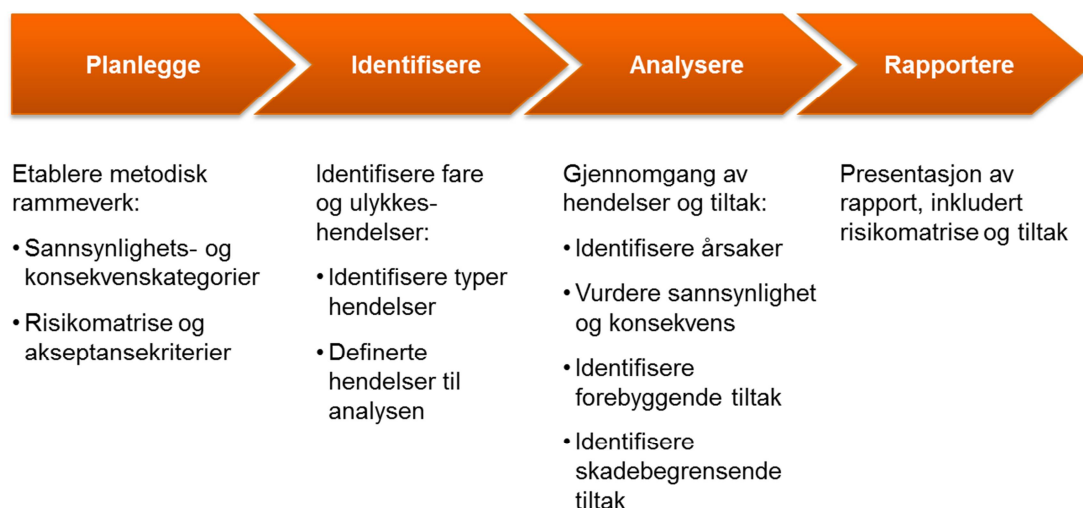 Planlegge
Identifisere
Analysere
Rapportere
Etablere metodisk
rammeverk:
• Sannsynlighets- og
konsekvenskategorier
• Risikomatrise og
akseptansekriterier
Identifisere fare
og ulykkes-
hendelser:
• Identifisere typer
hendelser
• Definerte
hendelser til
analysen
Gjennomgang av
hendelser og tiltak:
• Identifisere årsaker
• Vurdere sannsynlighet
og konsekvens
• Identifisere
forebyggende tiltak
• Identifisere
skadebegrensende
tiltak
Presentasjon av
rapport, inkludert
risikomatrise og tiltak